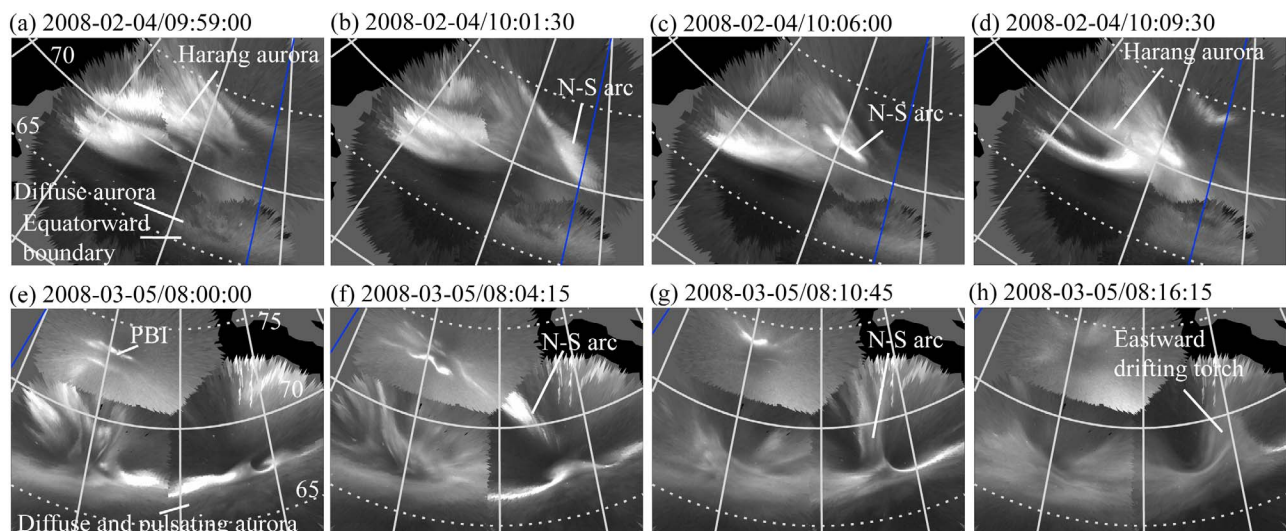 (a) 2008-02-04/09:59:00
70
Harang aurora
65
Diffuse aurora
Equatorward
boundary
(b) 2008-02-04/10:01:30
N-S arc
(c) 2008-02-04/10:06:00
N-S arc
(d) 2008-02-04/10:09:30
Harang aurora
(e) 2008-03-05/08:00:00
PBI
75
70
65
Diffuse and pulsating aurora
(f) 2008-03-05/08:04:15
N-S arc
(g) 2008-03-05/08:10:45
N-S arc
(h) 2008-03-05/08:16:15
Eastward
drifting torch